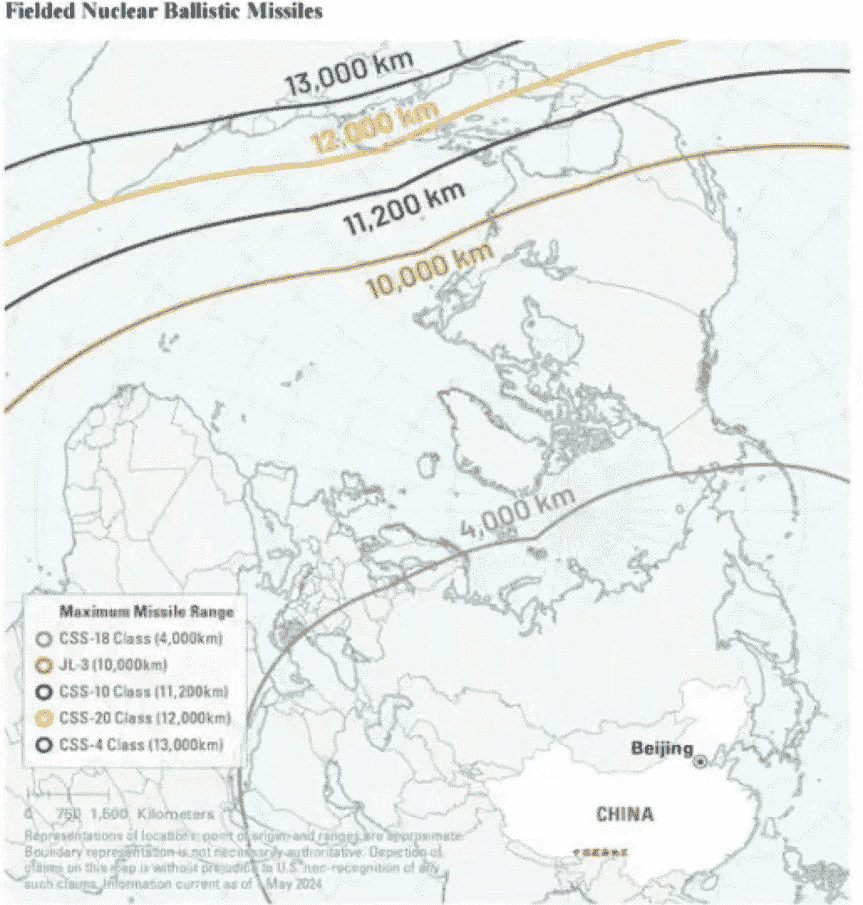 Fielded Nuclear Ballistic Missiles
13,000 km
12,000 km
11,200 km
10,000 km
4,000 km
Maximum Missile Range
CSS-18 Class (4,000km)
JL-3 (10,000km)
CSS-10 Class (11,200km)
CSS-20 Class (12,000km)
CSS-4 Class (13,000km)
Beijing
CHINA
750 1,500 Kilometers
Representations of locations, point of origin, and ranges are approximate.
Boundary representation is not necessarily authoritative. Depiction of
claims on this map is without prejudice to U.S. non-recognition of any
such claims. Information current as of May 2024